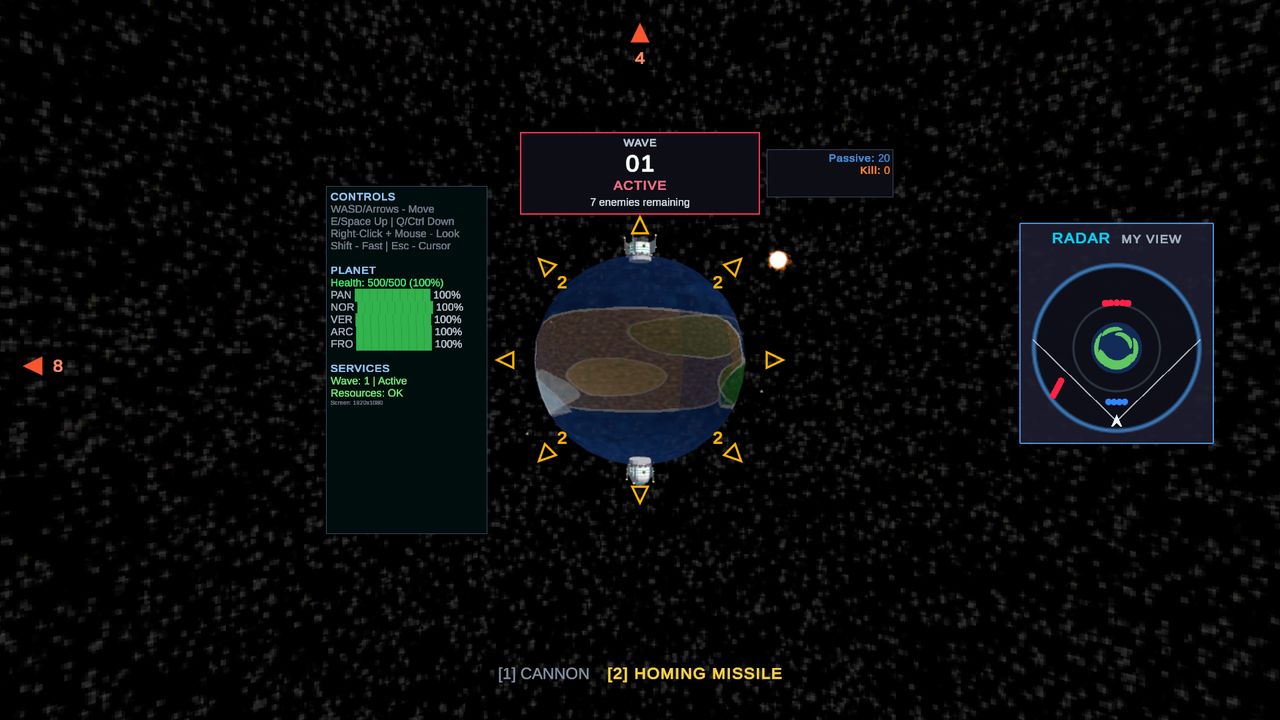 4
WAVE
01
ACTIVE
7 enemies remaining
Passive: 20
Kill: 0
CONTROLS
WASD/Arrows - Move
E/Space Up | Q/Ctrl Down
Right-Click + Mouse - Look
Shift - Fast | Esc - Cursor
PLANET
Health: 500/500 (100%)
PAN 100%
NOR 100%
VER 100%
ARC 100%
FRO 100%
SERVICES
Wave: 1 | Active
Resources: OK
Screen: 1920x1080
RADAR MY VIEW
2 2
8
2 2
[1] CANNON [2] HOMING MISSILE